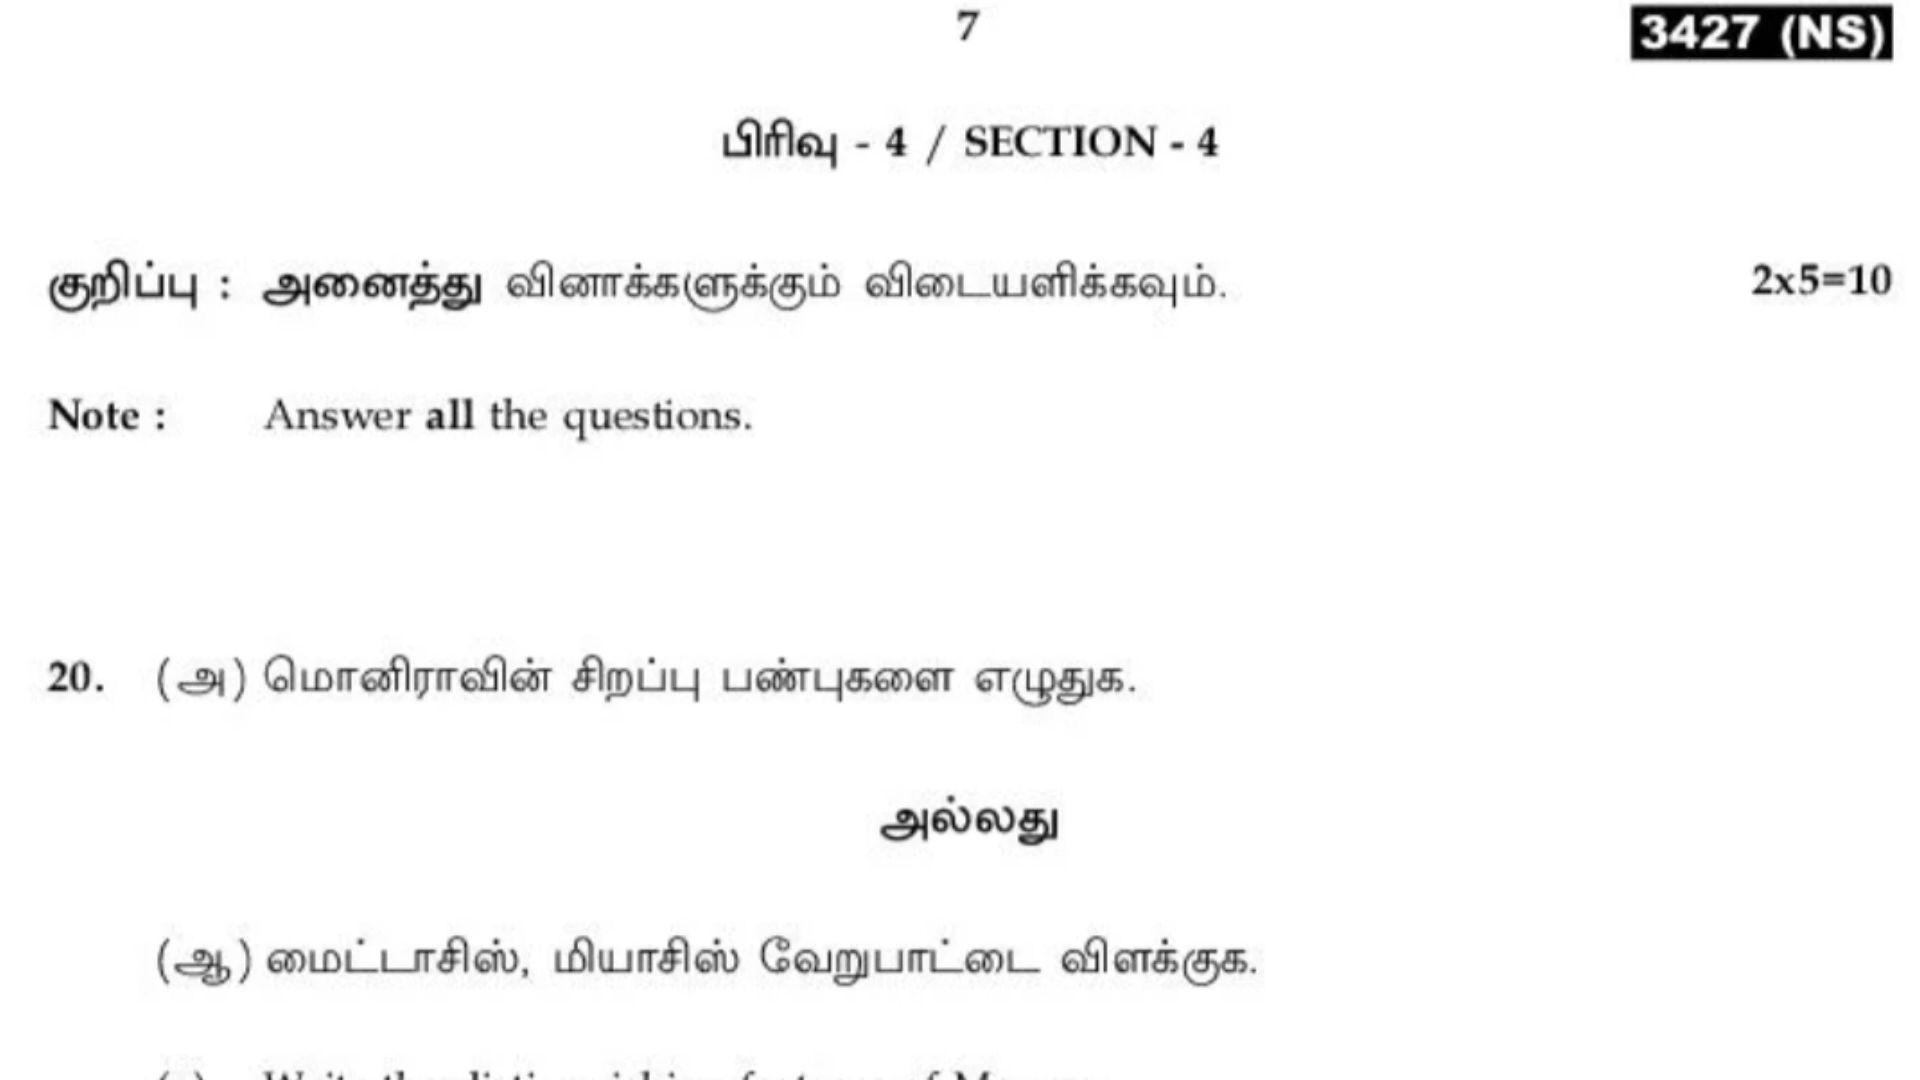 7
3427 (NS)
பிரிவு - 4 / SECTION - 4
குறிப்பு : அனைத்து வினாக்களுக்கும் விடையளிக்கவும். 2x5=10
Note : Answer all the questions.
20. (அ) மொனிராவின் சிறப்பு பண்புகளை எழுதுக.
அல்லது
(ஆ) மைட்டாசிஸ், மியாசிஸ் வேறுபாட்டை விளக்குக.